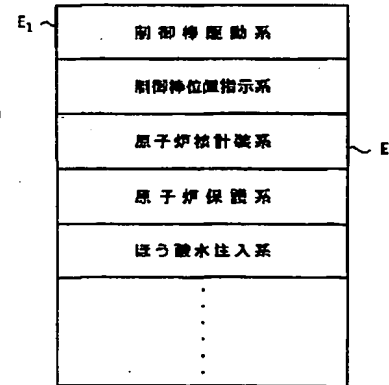 E1
制御棒駆動系
制御棒位置指示系
原子炉核計装系
E
原子炉保護系
ほう酸水注入系